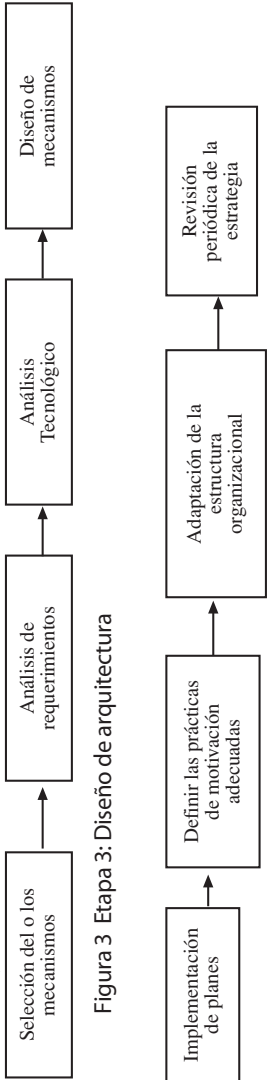 Selección del o los
mecanismos
Análisis de
requerimientos
Análisis
Tecnológico
Diseño de
mecanismos
Figura 3 Etapa 3: Diseño de arquitectura
Implementación
de planes
Definir las prácticas
de motivación
adecuadas
Adaptación de la
estructura
organizacional
Revisión
periódica de la
estrategia